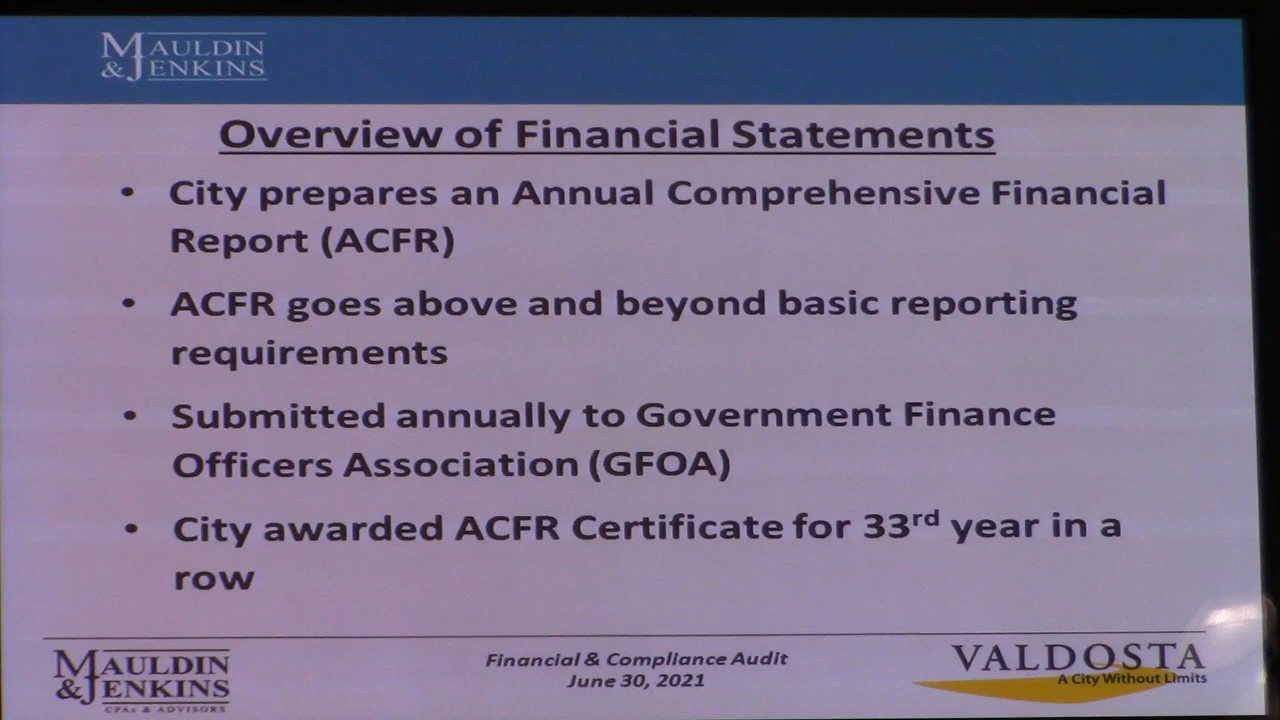 MAULDIN
& JENKINS
Overview of Financial Statements
• City prepares an Annual Comprehensive Financial
Report (ACFR)
• ACFR goes above and beyond basic reporting
requirements
• Submitted annually to Government Finance
Officers Association (GFOA)
• City awarded ACFR Certificate for 33rd year in a
row
MAULDIN
& JENKINS
CPAs & ADVISORS
Financial & Compliance Audit
June 30, 2021
VALDOSTA
A City Without Limits